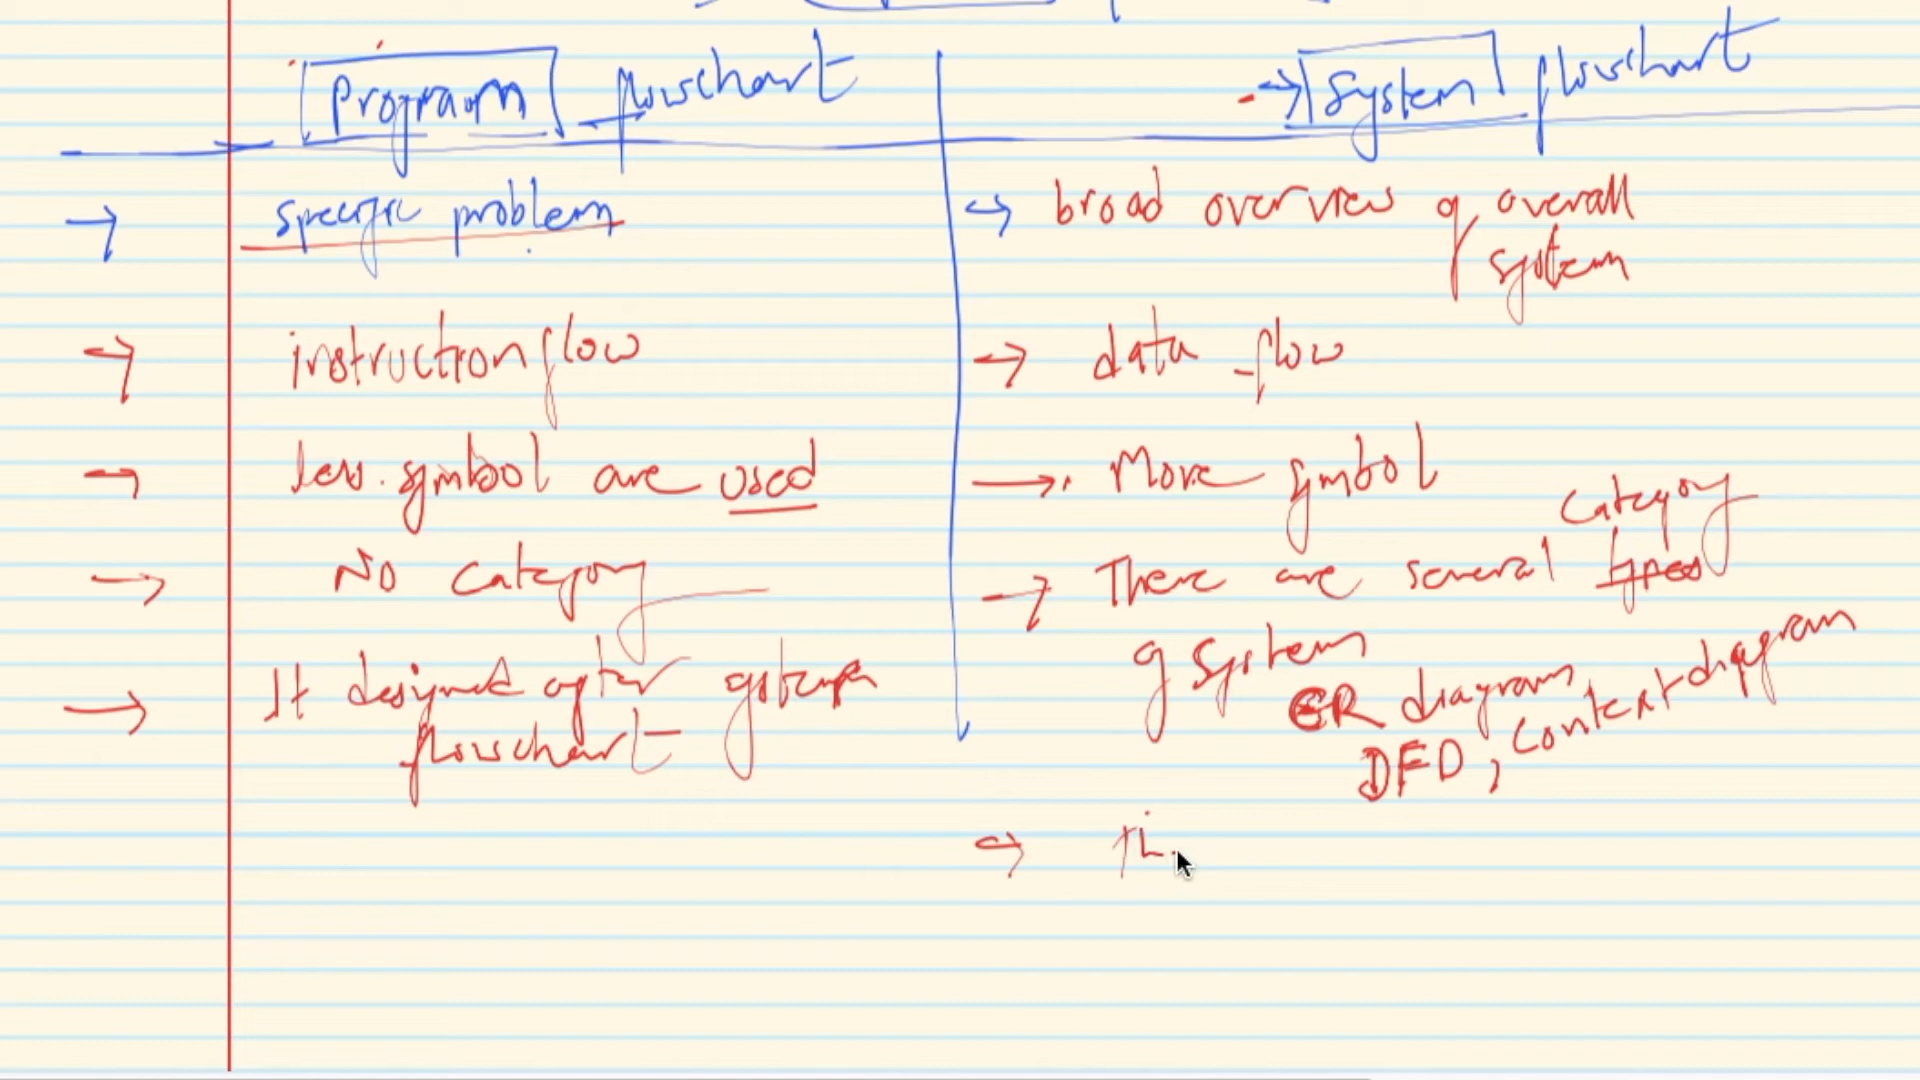 Program flowchart
System flowchart
specific problem
broad overview of overall
system
instruction flow
data flow
less symbol are used
More symbol
No category
Category
There are several types
of System
It designed after system
flowchart
ER diagram
DFD, Context diagram